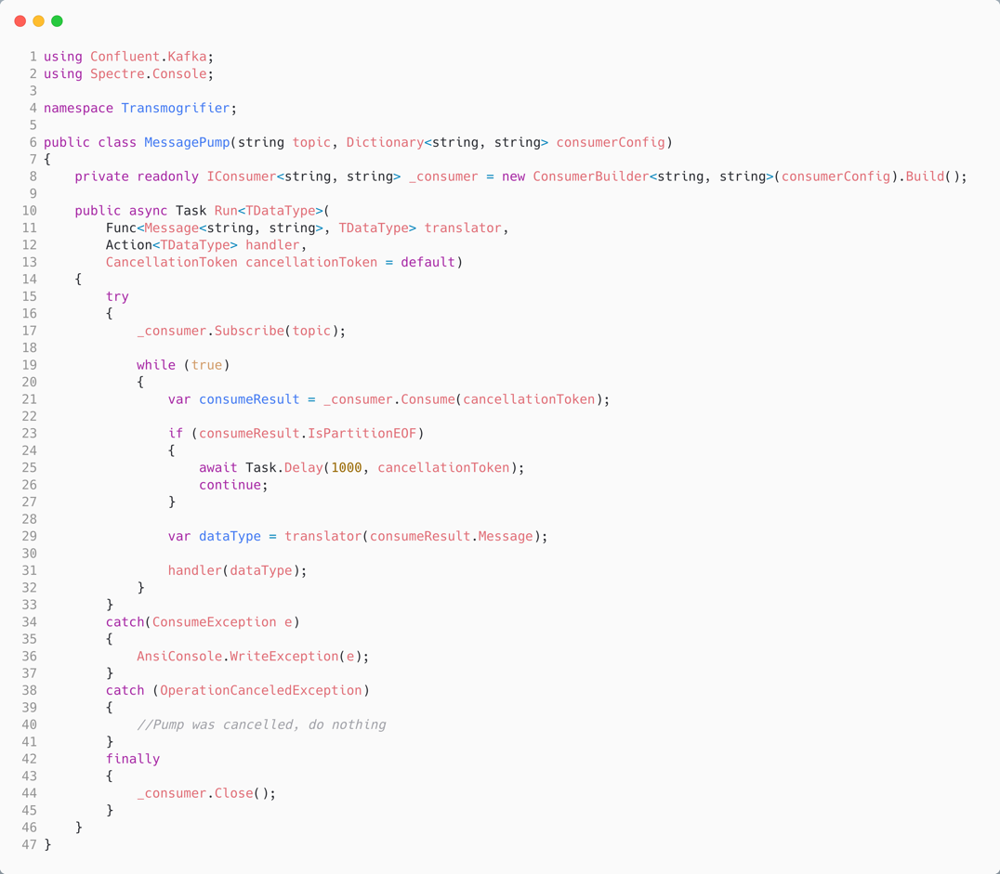 1 using Confluent.Kafka;
2 using Spectre.Console;
3
4 namespace Transmogrifier;
5
6 public class MessagePump(string topic, Dictionary<string, string> consumerConfig)
7 {
8     private readonly IConsumer<string, string> _consumer = new ConsumerBuilder<string, string>(consumerConfig).Build();
9
10     public async Task Run<TDataType>(
11         Func<Message<string, string>, TDataType> translator,
12         Action<TDataType> handler,
13         CancellationToken cancellationToken = default)
14     {
15         try
16         {
17             _consumer.Subscribe(topic);
18
19             while (true)
20             {
21                 var consumeResult = _consumer.Consume(cancellationToken);
22
23                 if (consumeResult.IsPartitionEOF)
24                 {
25                     await Task.Delay(1000, cancellationToken);
26                     continue;
27                 }
28
29                 var dataType = translator(consumeResult.Message);
30
31                 handler(dataType);
32             }
33         }
34         catch(ConsumeException e)
35         {
36             AnsiConsole.WriteException(e);
37         }
38         catch (OperationCanceledException)
39         {
40             //Pump was cancelled, do nothing
41         }
42         finally
43         {
44             _consumer.Close();
45         }
46     }
47 }